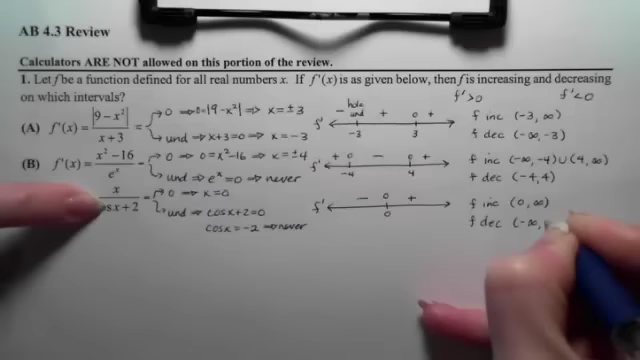 AB 4.3 Review
Calculators ARE NOT allowed on this portion of the review.
1. Let f be a function defined for all real numbers x. If f'(x) is as given below, then f is increasing and decreasing
on which intervals?
f'>0 f'<0
(A) f'(x) = |9 − x²| / (x + 3) = → 0 ⇒ 0=|9−x²| ⇒ x = ±3
und ⇒ x+3=0 ⇒ x=−3
f' − hole und + 0 +
−3 3
f inc (−3, ∞)
f dec (−∞, −3)
(B) f'(x) = (x² − 16) / eˣ = → 0 ⇒ 0=x²−16 ⇒ x=±4
und ⇒ eˣ=0 ⇒ never
f' + 0 − 0 +
−4 4
f inc (−∞, −4) ∪ (4, ∞)
f dec (−4, 4)
x / osx + 2 = → 0 ⇒ x=0
und ⇒ cosx+2=0
cosx = −2 ⇒ never
f' − 0 +
0
f inc (0, ∞)
f dec (−∞,